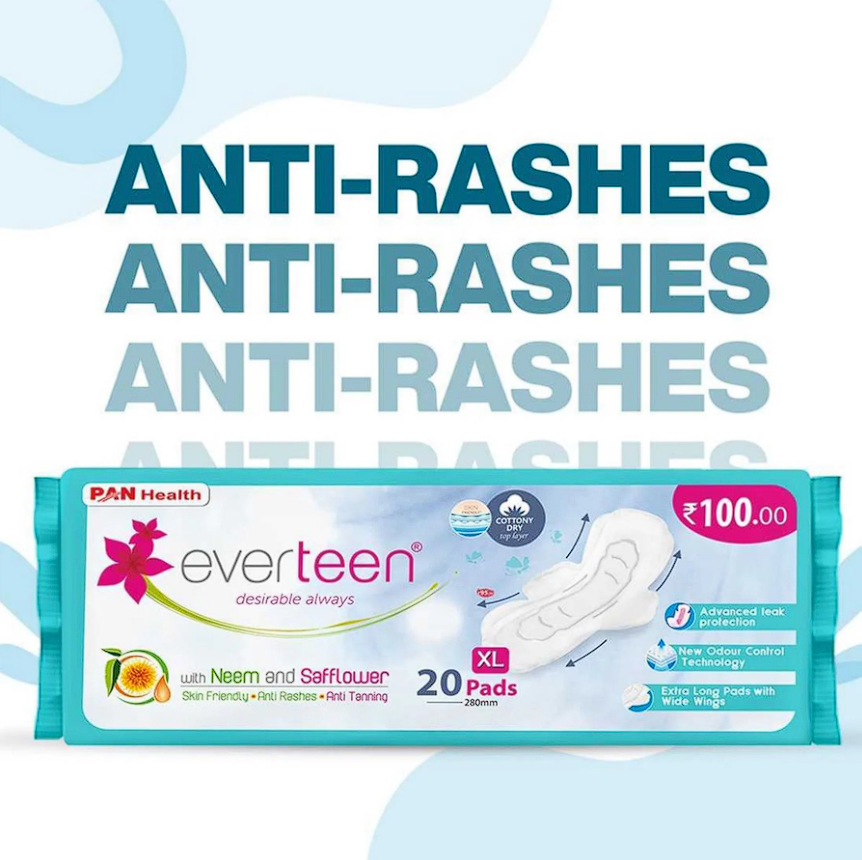 ANTI-RASHES
ANTI-RASHES
ANTI-RASHES
ANTI-RASHES
PAN Health
₹100.00
COTTONY
DRY
top layer
everteen®
desirable always
Advanced leak
protection
New Odour Control
Technology
XL
with Neem and Safflower
Skin Friendly • Anti Rashes • Anti Tanning
20 Pads
280mm
Extra Long Pads with
Wide Wings